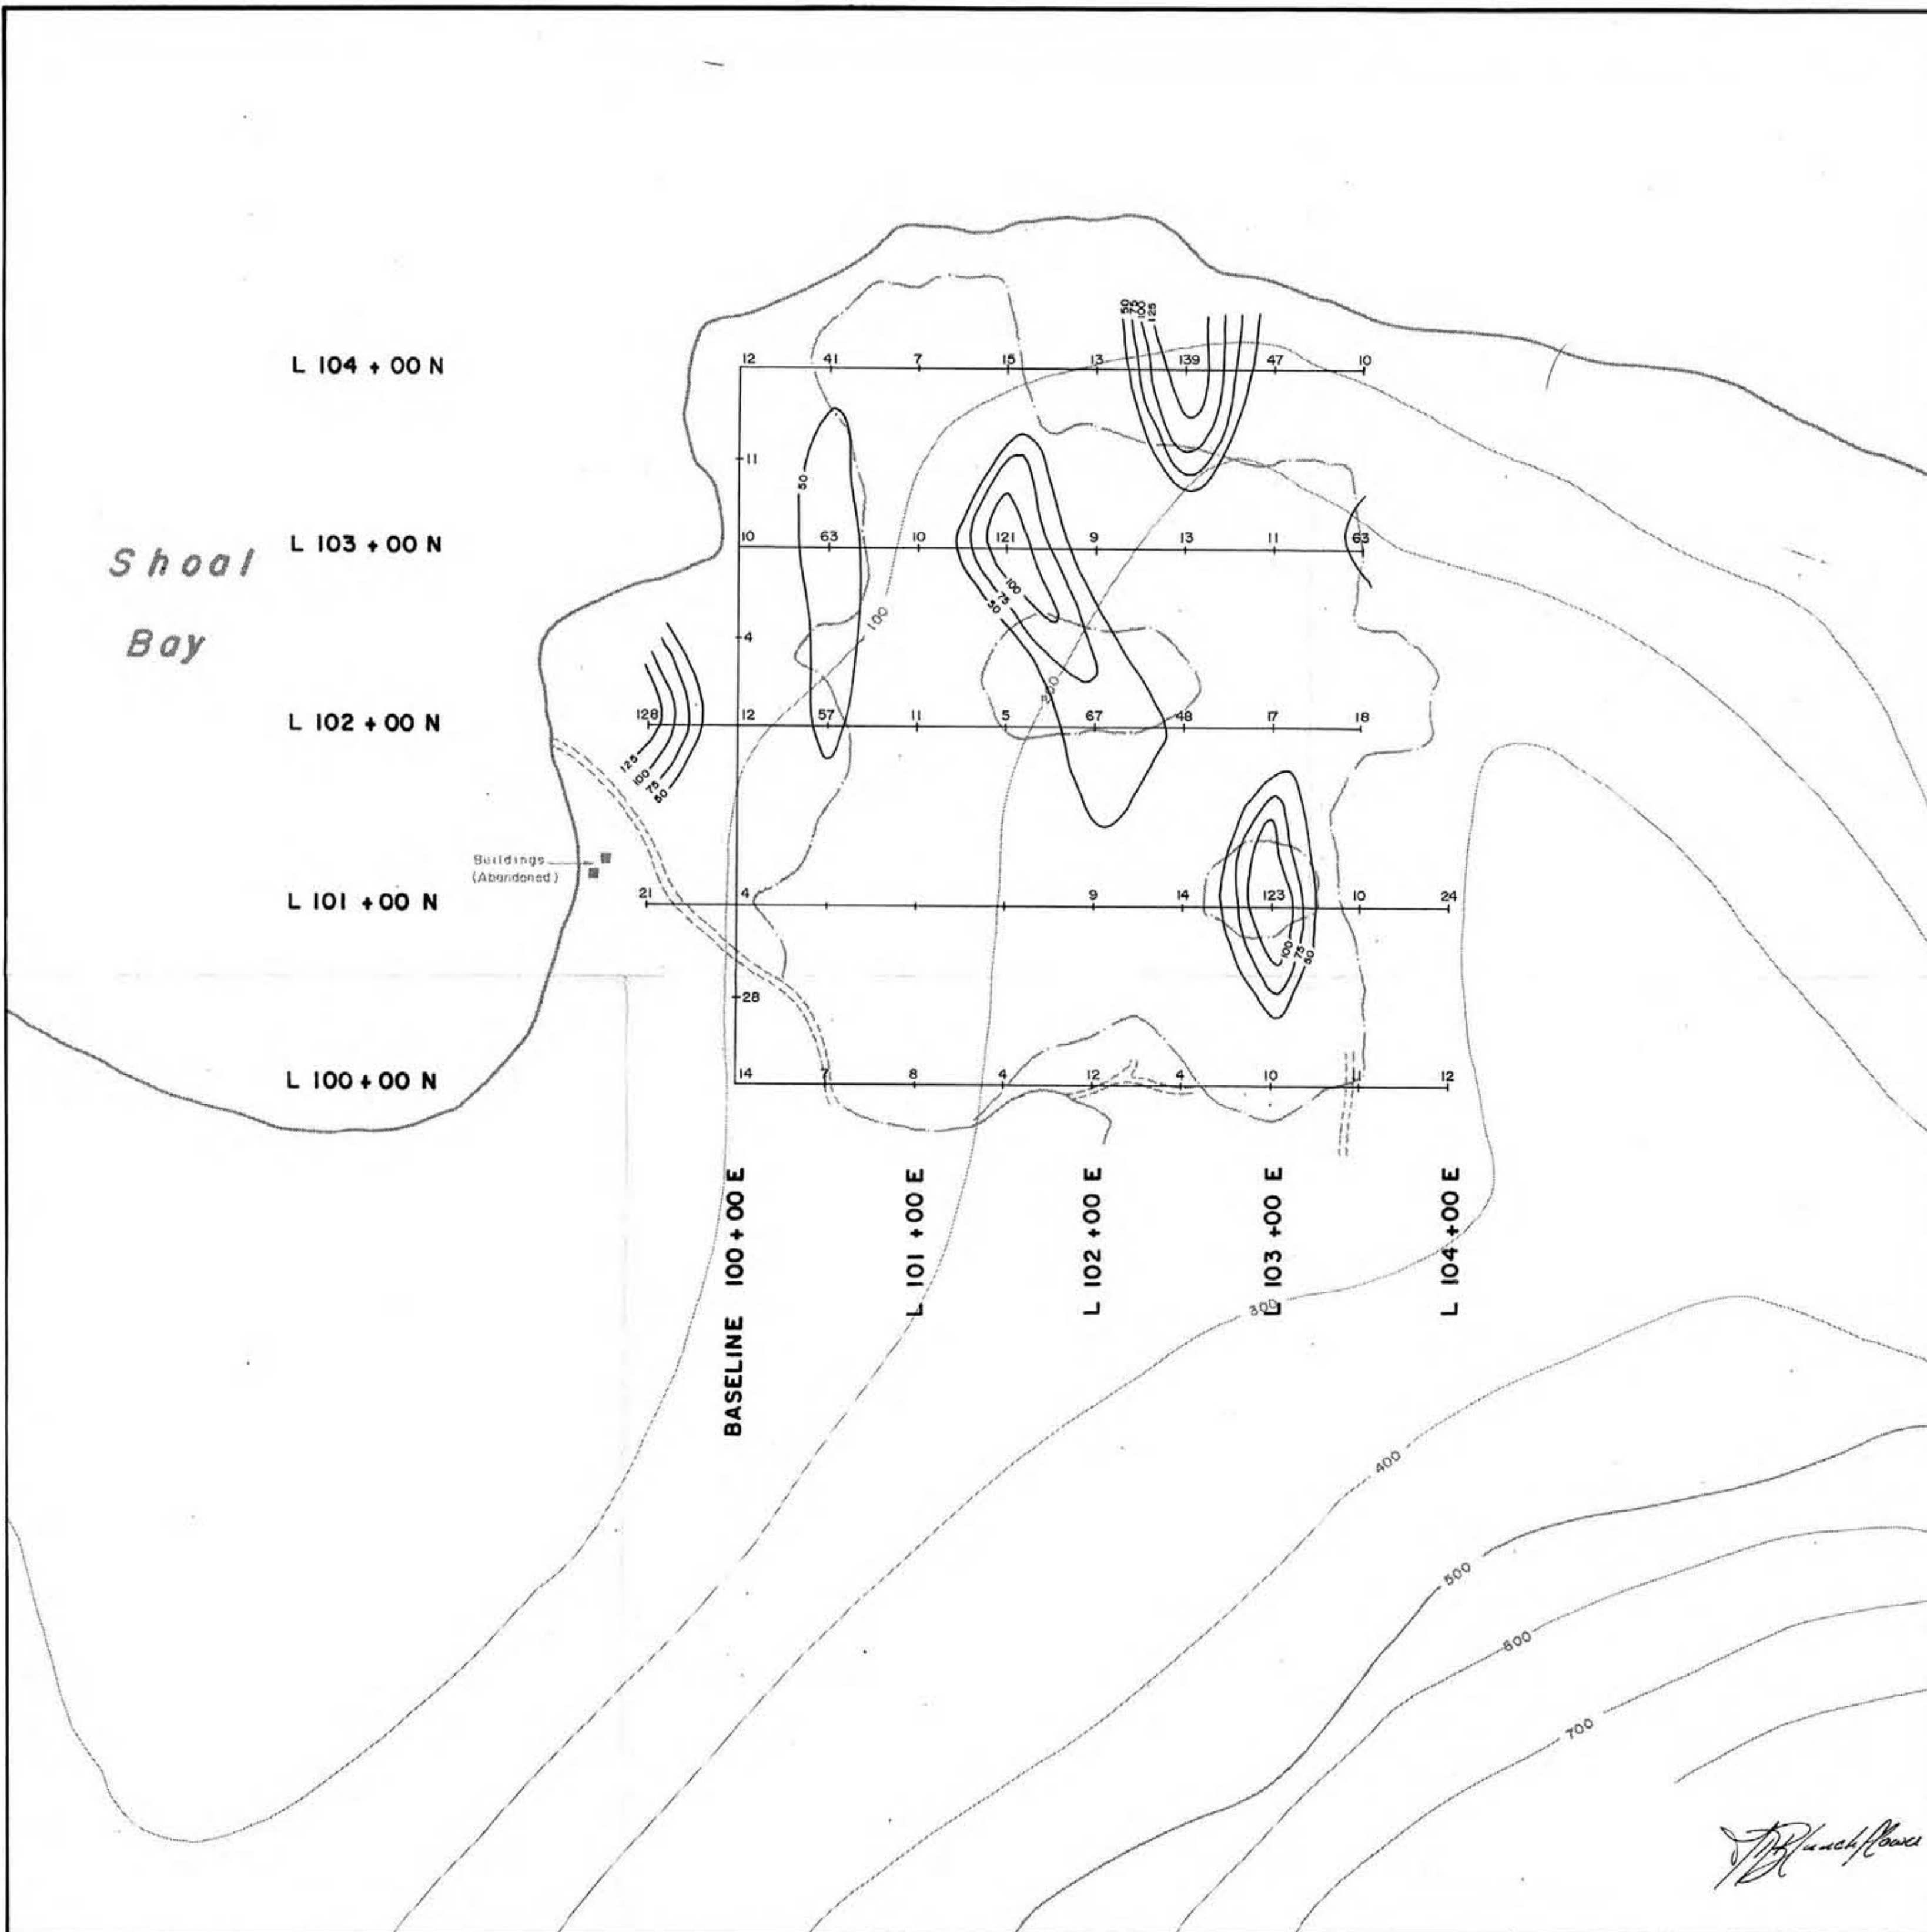 50
75
100
125
L 104 + 00 N
12 41 7 15 13 139 47 10
11
50
Shoal
Bay
L 103 + 00 N
10 63 10 121 9 13 11 63
100
75
50
100
4
200
L 102 + 00 N
128 12 57 11 5 67 48 17 18
125
100
75
50
Buildings
(Abandoned)
L 101 + 00 N
21 4 9 14 123 10 24
100
75
50
28
L 100 + 00 N
14 7 8 4 12 4 10 11 12
BASELINE 100 + 00 E
L 101 + 00 E
L 102 + 00 E
L 103 + 00 E
L 104 + 00 E
300
400
500
600
700